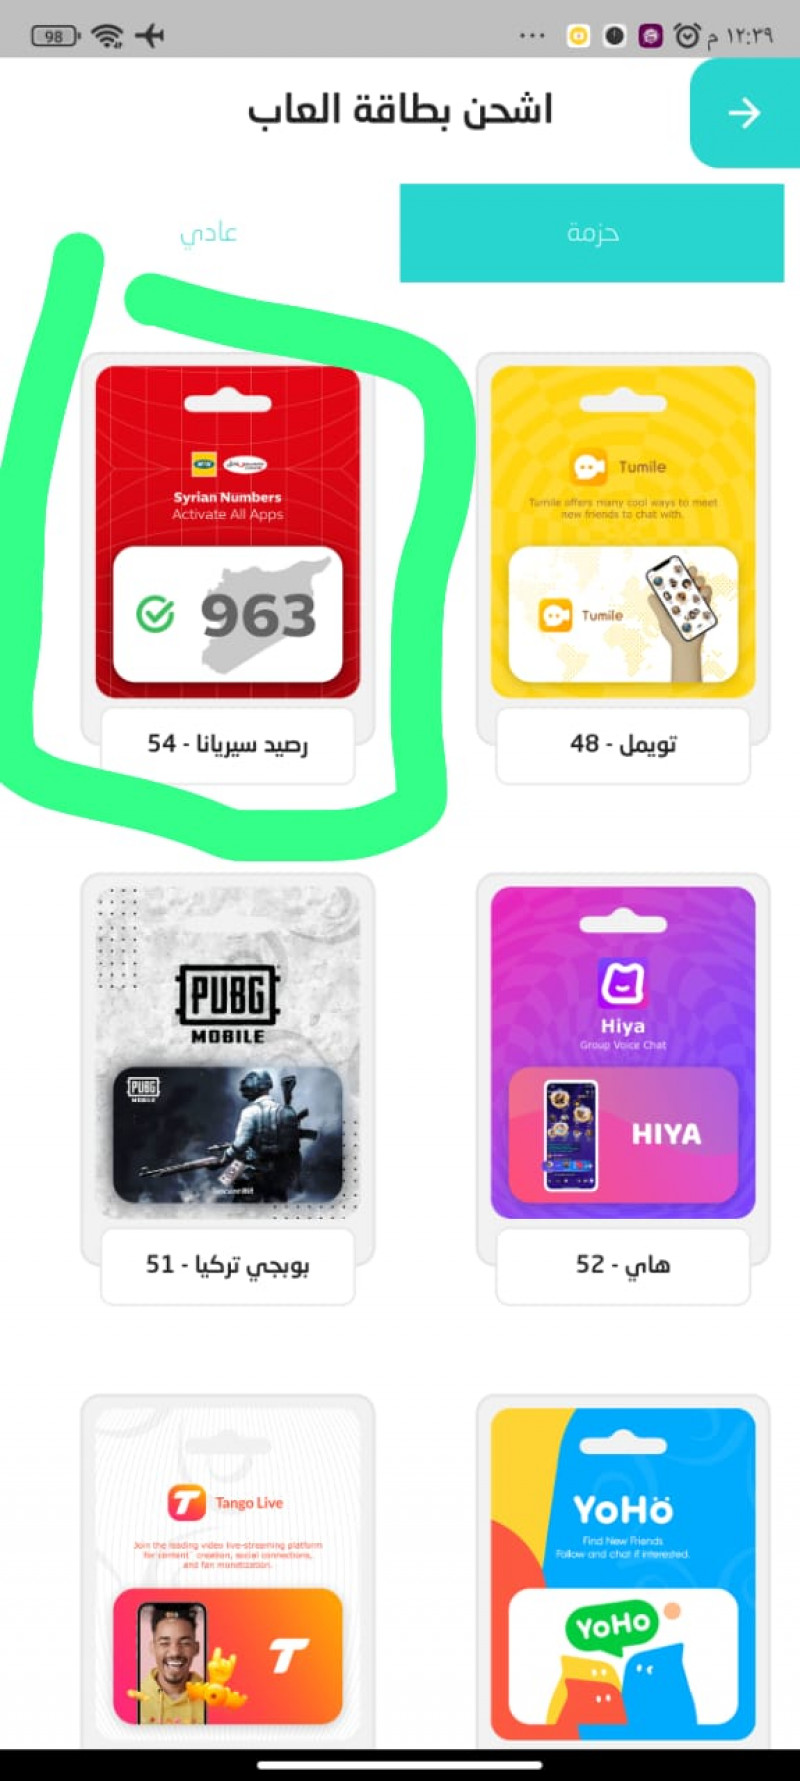 98
١٢:٣٩ م
اشحن بطاقة العاب
حزمة
عادي
Tumile
Tumile offers many cool ways to meet
new friends to chat with.
Tumile
تويمل - 48
MTN
Syrian Numbers
Activate All Apps
963
رصيد سيريانا - 54
Hiya
Group Voice Chat
HIYA
هاي - 52
PUBG
MOBILE
PUBG
MOBILE
بوبجي تركيا - 51
YoHo
Find New Friends
Follow and chat if interested.
YoHo
Tango Live
Join the leading video live-streaming platform
for content creation, social connections,
and fan monetization.